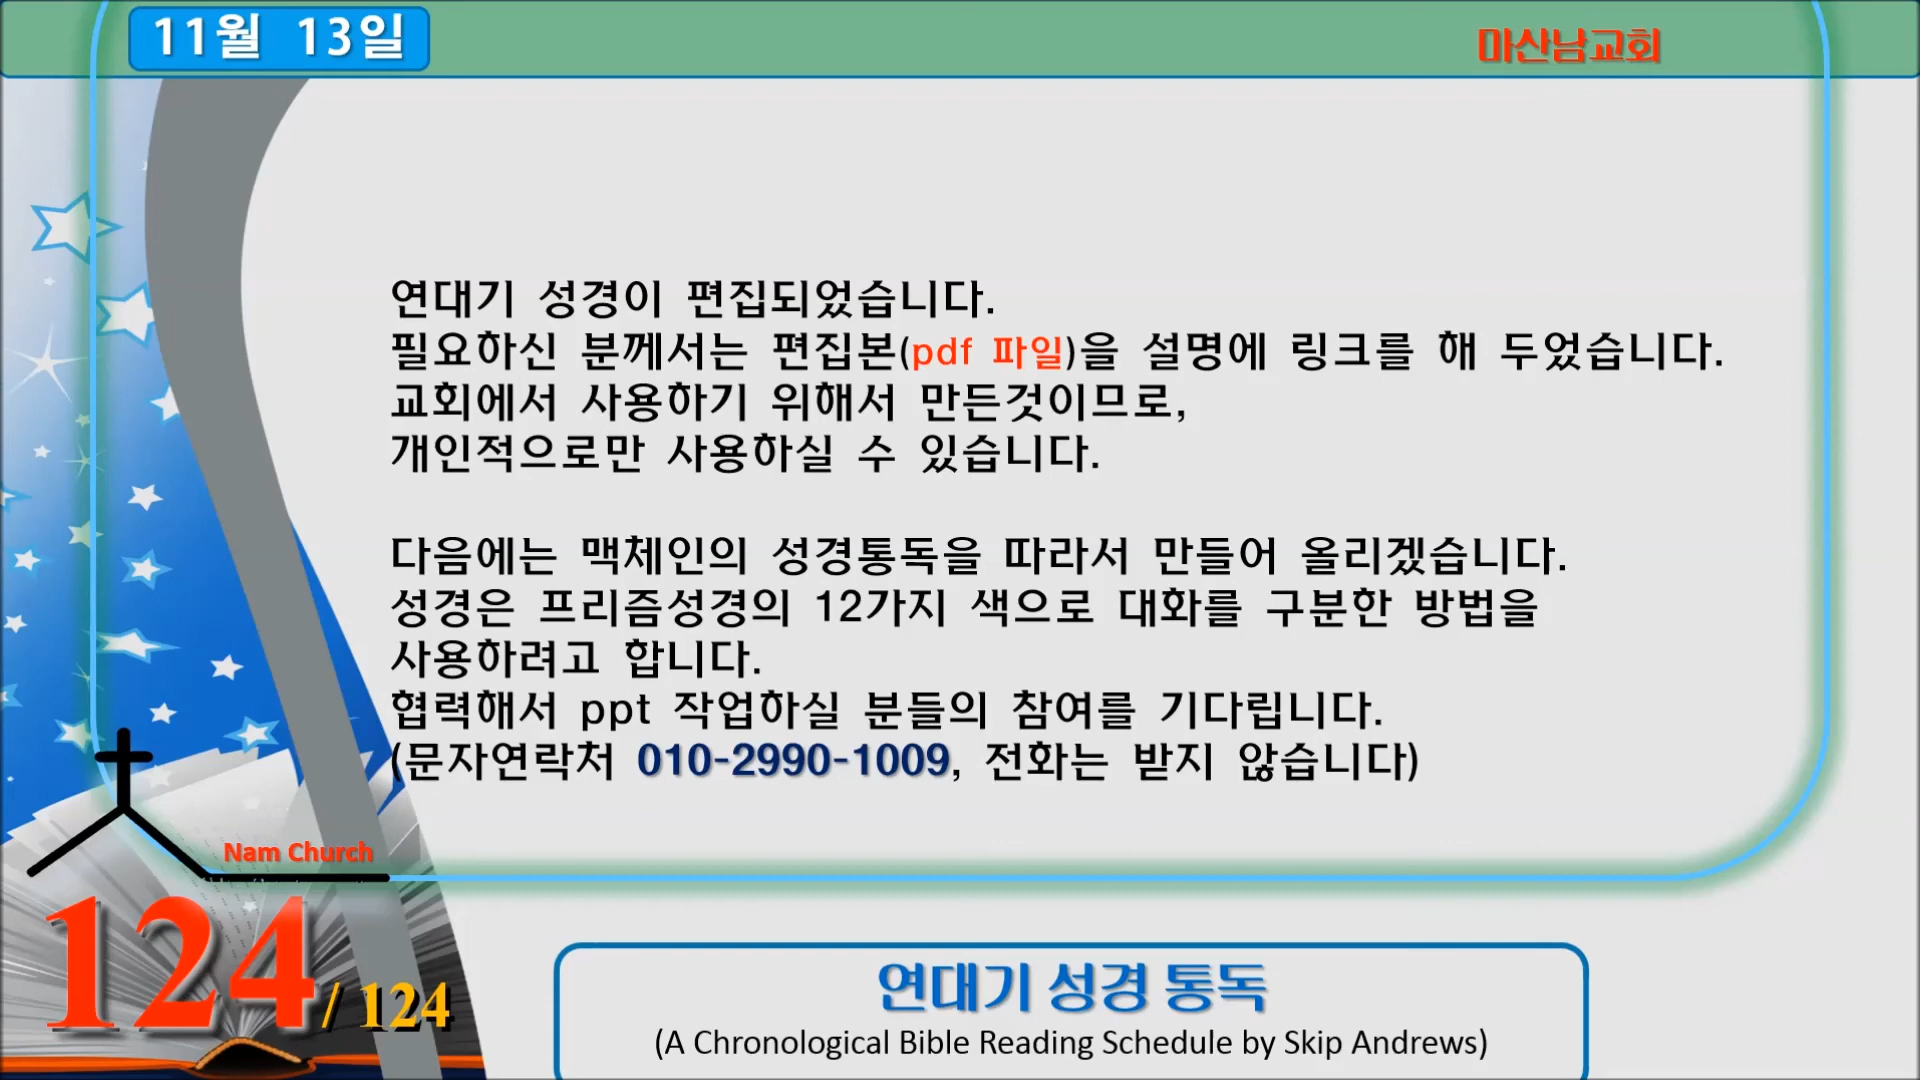 11월 13일
마산남교회
연대기 성경이 편집되었습니다.
필요하신 분께서는 편집본(pdf 파일)을 설명에 링크를 해 두었습니다.
교회에서 사용하기 위해서 만든것이므로,
개인적으로만 사용하실 수 있습니다.
다음에는 맥체인의 성경통독을 따라서 만들어 올리겠습니다.
성경은 프리즘성경의 12가지 색으로 대화를 구분한 방법을
사용하려고 합니다.
협력해서 ppt 작업하실 분들의 참여를 기다립니다.
(문자연락처 010-2990-1009, 전화는 받지 않습니다)
Nam Church
124 / 124
연대기 성경 통독
(A Chronological Bible Reading Schedule by Skip Andrews)